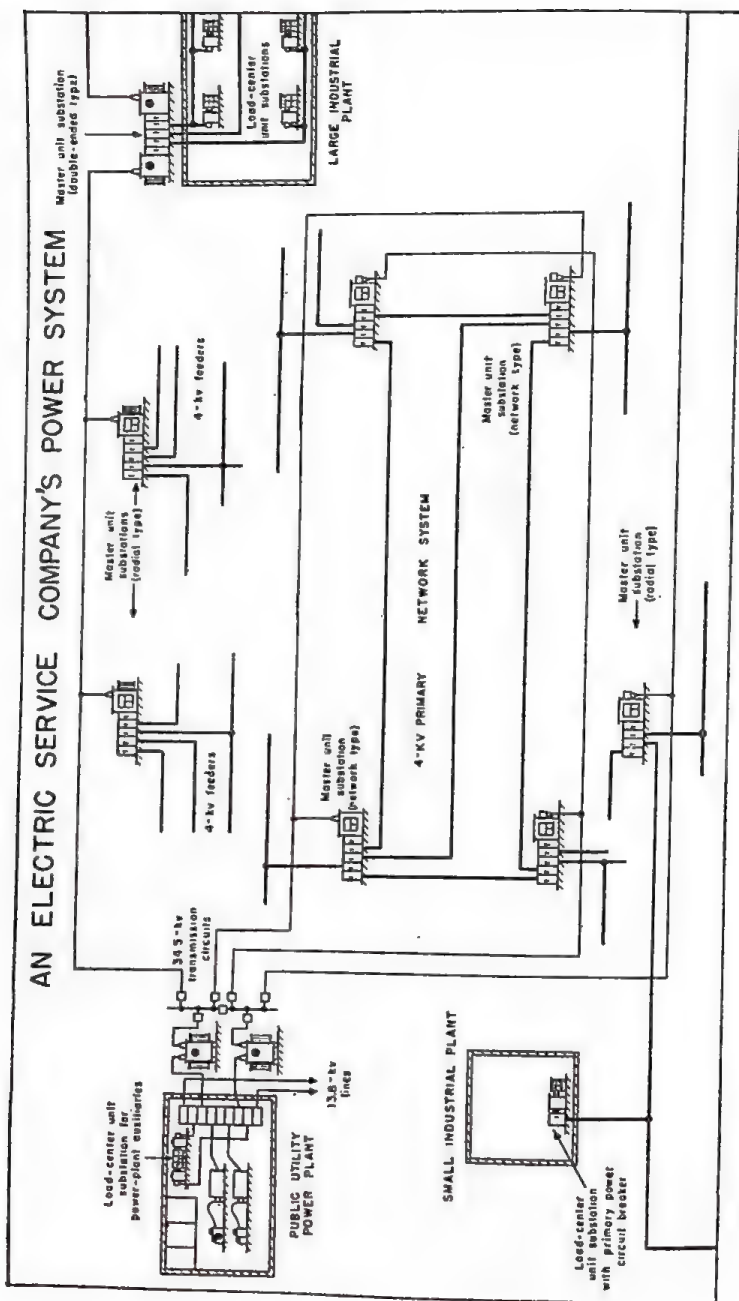 AN ELECTRIC SERVICE COMPANY'S POWER SYSTEM
Load-center unit
substation for
power-plant auxiliaries
PUBLIC UTILITY
POWER PLANT
13.8-kv
lines
34.5-kv
transmission
circuits
4-kv feeders
Master unit
substations
(radial type)
4-kv feeders
Master unit substation
(double-ended type)
Load-center
unit substations
LARGE INDUSTRIAL
PLANT
Master unit
substation
(network type)
4-KV PRIMARY NETWORK SYSTEM
Master unit
substation
(network type)
SMALL INDUSTRIAL PLANT
Load-center
unit substation
with primary power
circuit breaker
Master unit
substation
(radial type)